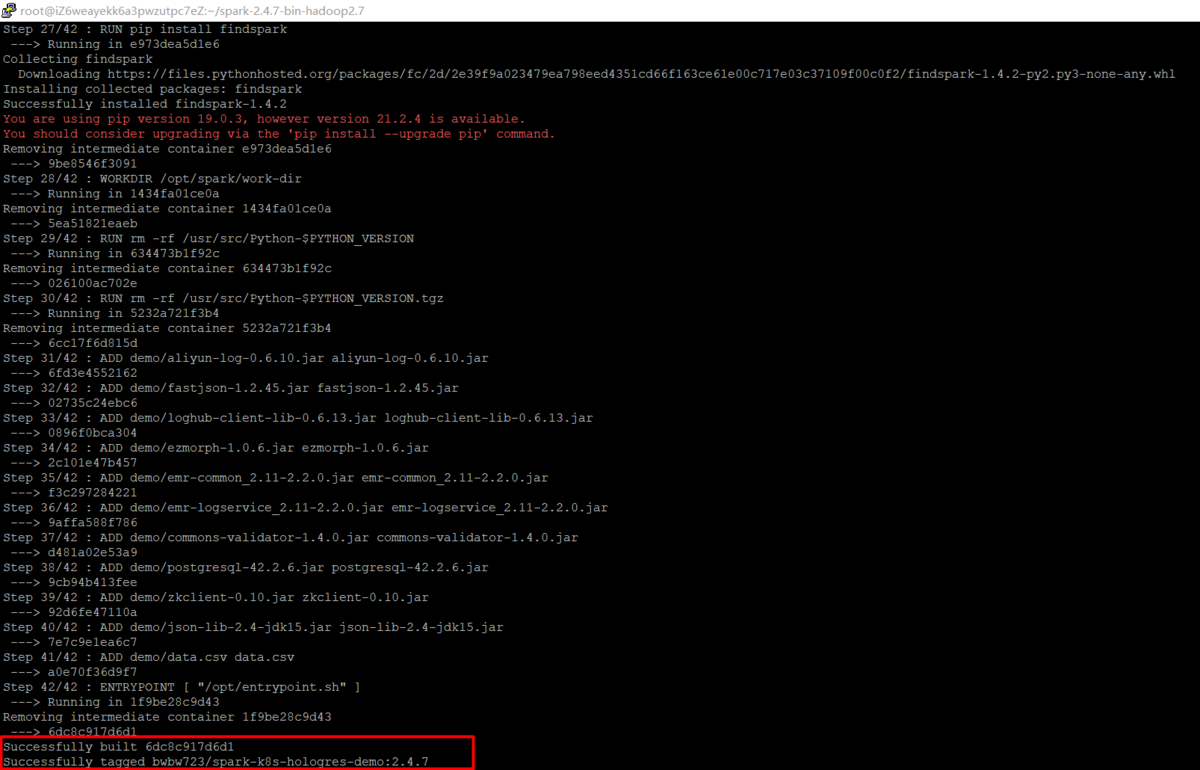 root@iZ6weayekk6a3pwzutpc7eZ:~/spark-2.4.7-bin-hadoop2.7
Step 27/42 : RUN pip install findspark
 ---> Running in e973dea5d1e6
Collecting findspark
  Downloading https://files.pythonhosted.org/packages/fc/2d/2e39f9a023479ea798eed4351cd66f163ce61e00c717e03c37109f00c0f2/findspark-1.4.2-py2.py3-none-any.whl
Installing collected packages: findspark
Successfully installed findspark-1.4.2
You are using pip version 19.0.3, however version 21.2.4 is available.
You should consider upgrading via the 'pip install --upgrade pip' command.
Removing intermediate container e973dea5d1e6
 ---> 9be8546f3091
Step 28/42 : WORKDIR /opt/spark/work-dir
 ---> Running in 1434fa01ce0a
Removing intermediate container 1434fa01ce0a
 ---> 5ea51821eaeb
Step 29/42 : RUN rm -rf /usr/src/Python-$PYTHON_VERSION
 ---> Running in 634473b1f92c
Removing intermediate container 634473b1f92c
 ---> 026100ac702e
Step 30/42 : RUN rm -rf /usr/src/Python-$PYTHON_VERSION.tgz
 ---> Running in 5232a721f3b4
Removing intermediate container 5232a721f3b4
 ---> 6cc17f6d815d
Step 31/42 : ADD demo/aliyun-log-0.6.10.jar aliyun-log-0.6.10.jar
 ---> 6fd3e4552162
Step 32/42 : ADD demo/fastjson-1.2.45.jar fastjson-1.2.45.jar
 ---> 02735c24ebc6
Step 33/42 : ADD demo/loghub-client-lib-0.6.13.jar loghub-client-lib-0.6.13.jar
 ---> 0896f0bca304
Step 34/42 : ADD demo/ezmorph-1.0.6.jar ezmorph-1.0.6.jar
 ---> 2c101e47b457
Step 35/42 : ADD demo/emr-common_2.11-2.2.0.jar emr-common_2.11-2.2.0.jar
 ---> f3c297284221
Step 36/42 : ADD demo/emr-logservice_2.11-2.2.0.jar emr-logservice_2.11-2.2.0.jar
 ---> 9affa588f786
Step 37/42 : ADD demo/commons-validator-1.4.0.jar commons-validator-1.4.0.jar
 ---> d481a02e53a9
Step 38/42 : ADD demo/postgresql-42.2.6.jar postgresql-42.2.6.jar
 ---> 9cb94b413fee
Step 39/42 : ADD demo/zkclient-0.10.jar zkclient-0.10.jar
 ---> 92d6fe47110a
Step 40/42 : ADD demo/json-lib-2.4-jdk15.jar json-lib-2.4-jdk15.jar
 ---> 7e7c9e1ea6c7
Step 41/42 : ADD demo/data.csv data.csv
 ---> a0e70f36d9f7
Step 42/42 : ENTRYPOINT [ "/opt/entrypoint.sh" ]
 ---> Running in 1f9be28c9d43
Removing intermediate container 1f9be28c9d43
 ---> 6dc8c917d6d1
Successfully built 6dc8c917d6d1
Successfully tagged bwbw723/spark-k8s-hologres-demo:2.4.7